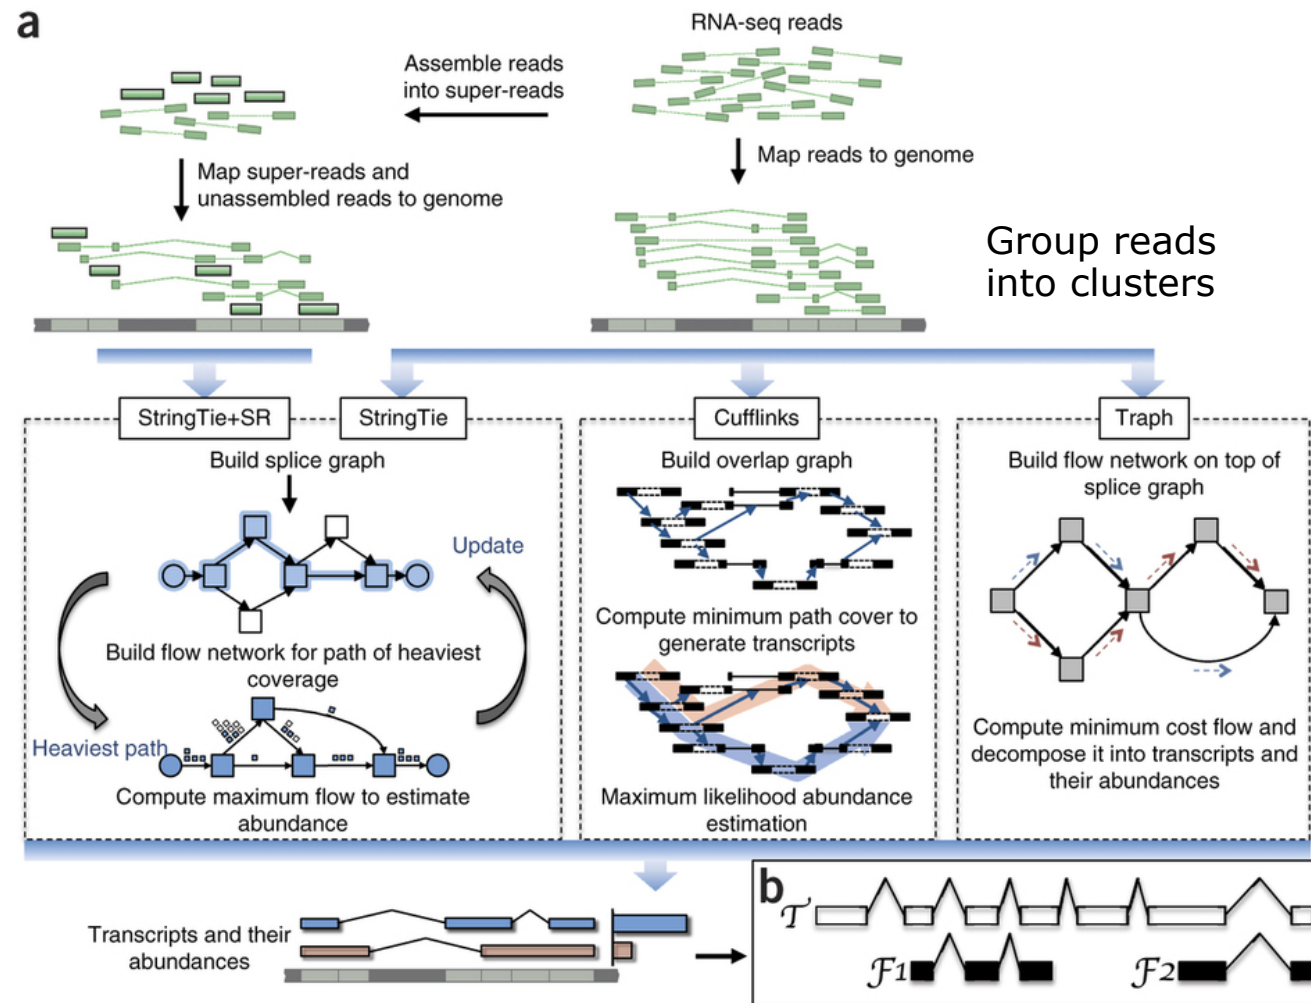 a
RNA-seq reads
Assemble reads
into super-reads
Map super-reads and
unassembled reads to genome
Map reads to genome
Group reads
into clusters
StringTie+SR
StringTie
Cufflinks
Traph
Build splice graph
Update
Build flow network for path of heaviest
coverage
Heaviest path
Compute maximum flow to estimate
abundance
Build overlap graph
Compute minimum path cover to
generate transcripts
Maximum likelihood abundance
estimation
Build flow network on top of
splice graph
Compute minimum cost flow and
decompose it into transcripts and
their abundances
Transcripts and their
abundances
b
𝒯
ℱ1
ℱ2